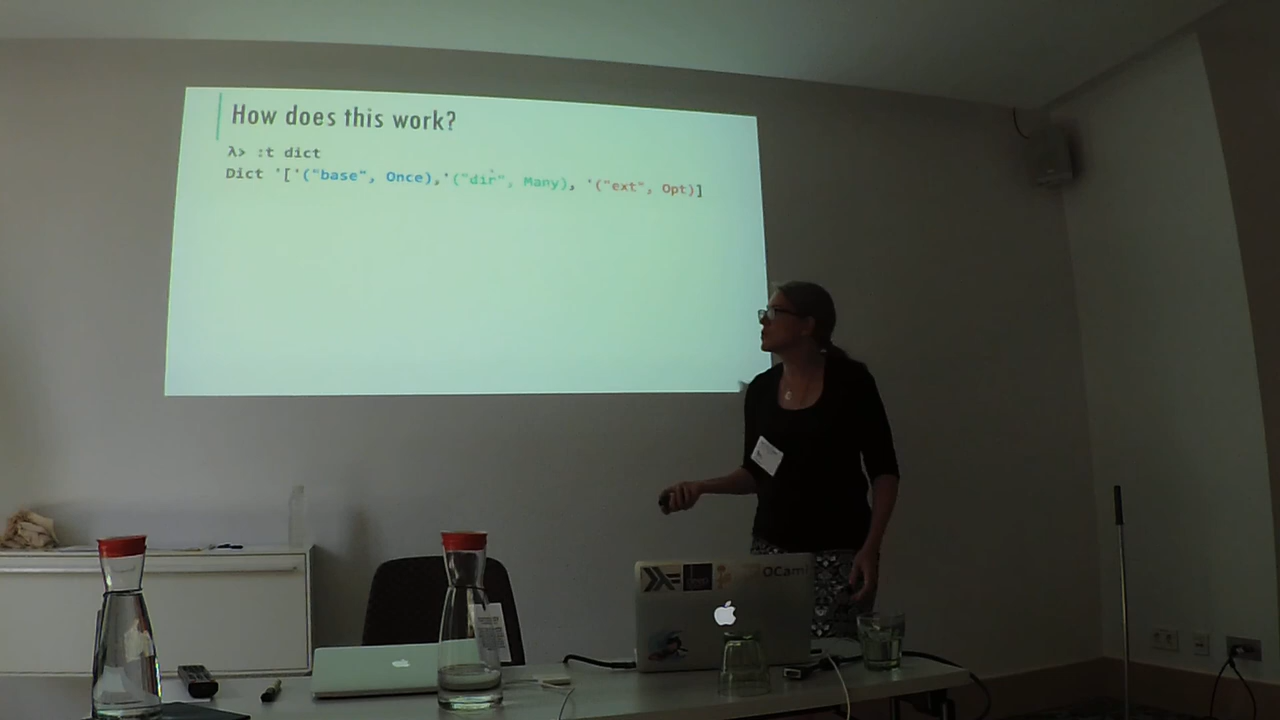 How does this work?
λ> :t dict
Dict '['("base", Once),'("dir", Many), '("ext", Opt)]
OCaml